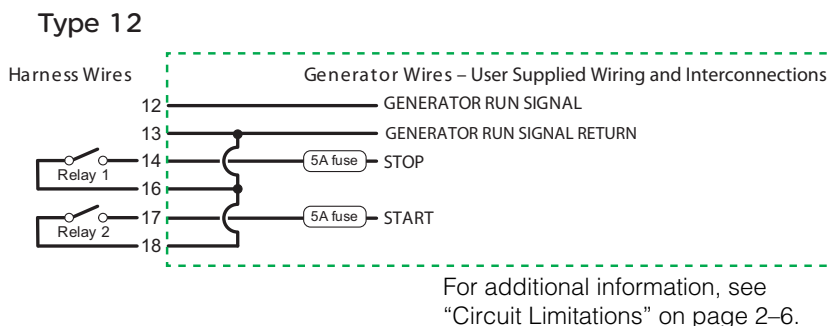 Type 12
Harness Wires
Generator Wires – User Supplied Wiring and Interconnections
12
GENERATOR RUN SIGNAL
13
GENERATOR RUN SIGNAL RETURN
14
5A fuse
STOP
Relay 1
16
17
5A fuse
START
Relay 2
18
For additional information, see
“Circuit Limitations” on page 2–6.